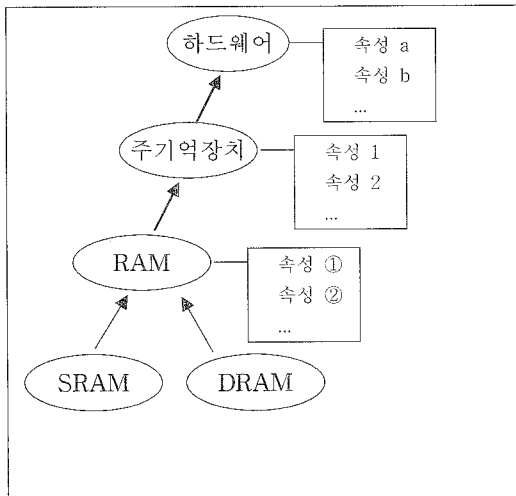 하드웨어
속성 a
속성 b
...
주기억장치
속성 1
속성 2
...
RAM
속성 ①
속성 ②
...
SRAM
DRAM